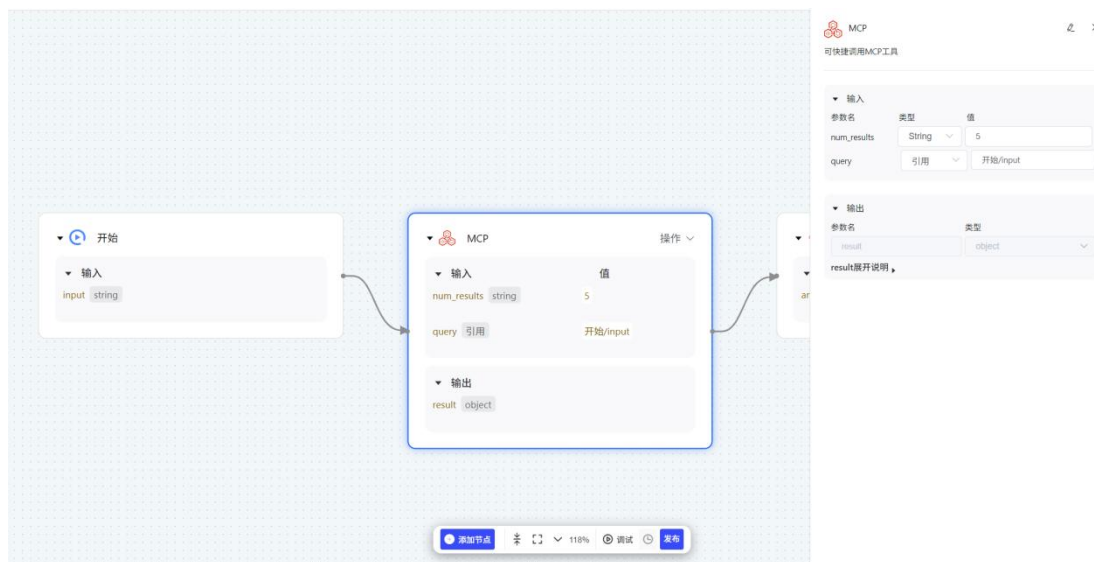 开始
输入
input string
MCP 操作
输入 值
num_results string 5
query 引用 开始/input
输出
result object
ar
添加节点 118% 调试 发布
MCP
可快捷调用MCP工具
输入
参数名 类型 值
num_results String 5
query 引用 开始/input
输出
参数名 类型
result object
result展开说明